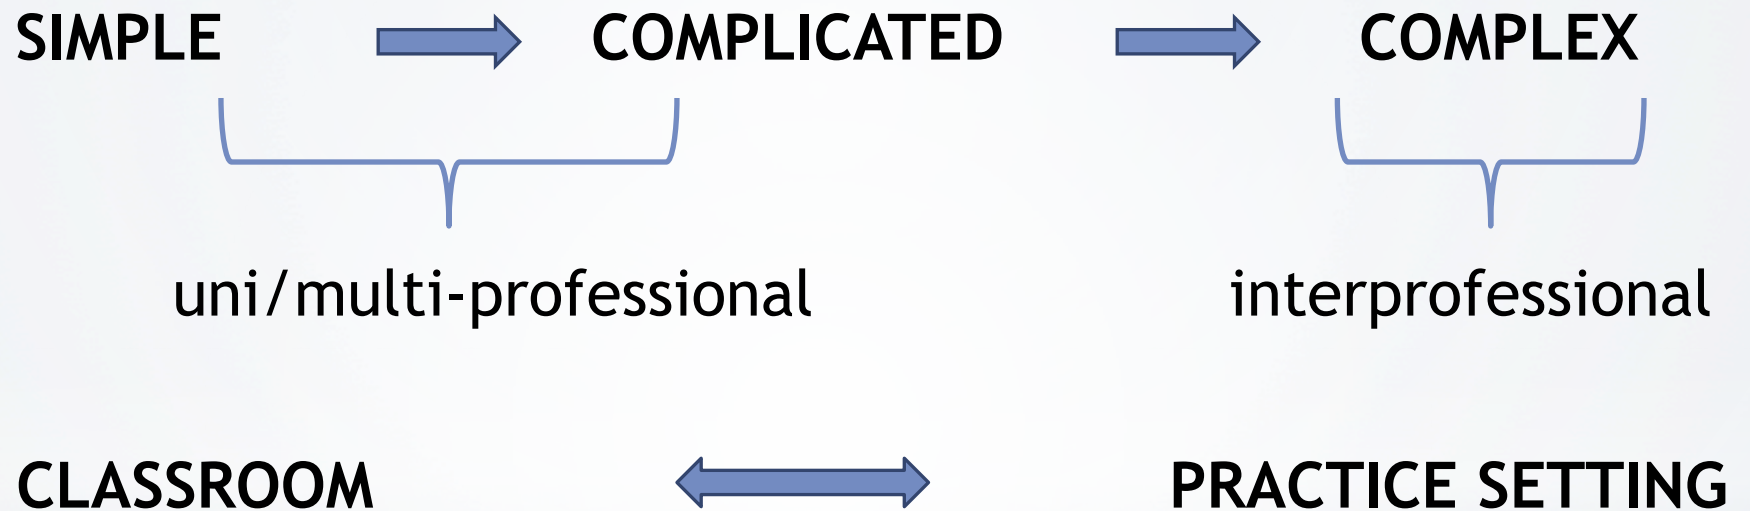 SIMPLE COMPLICATED COMPLEX
uni/multi-professional interprofessional
CLASSROOM PRACTICE SETTING